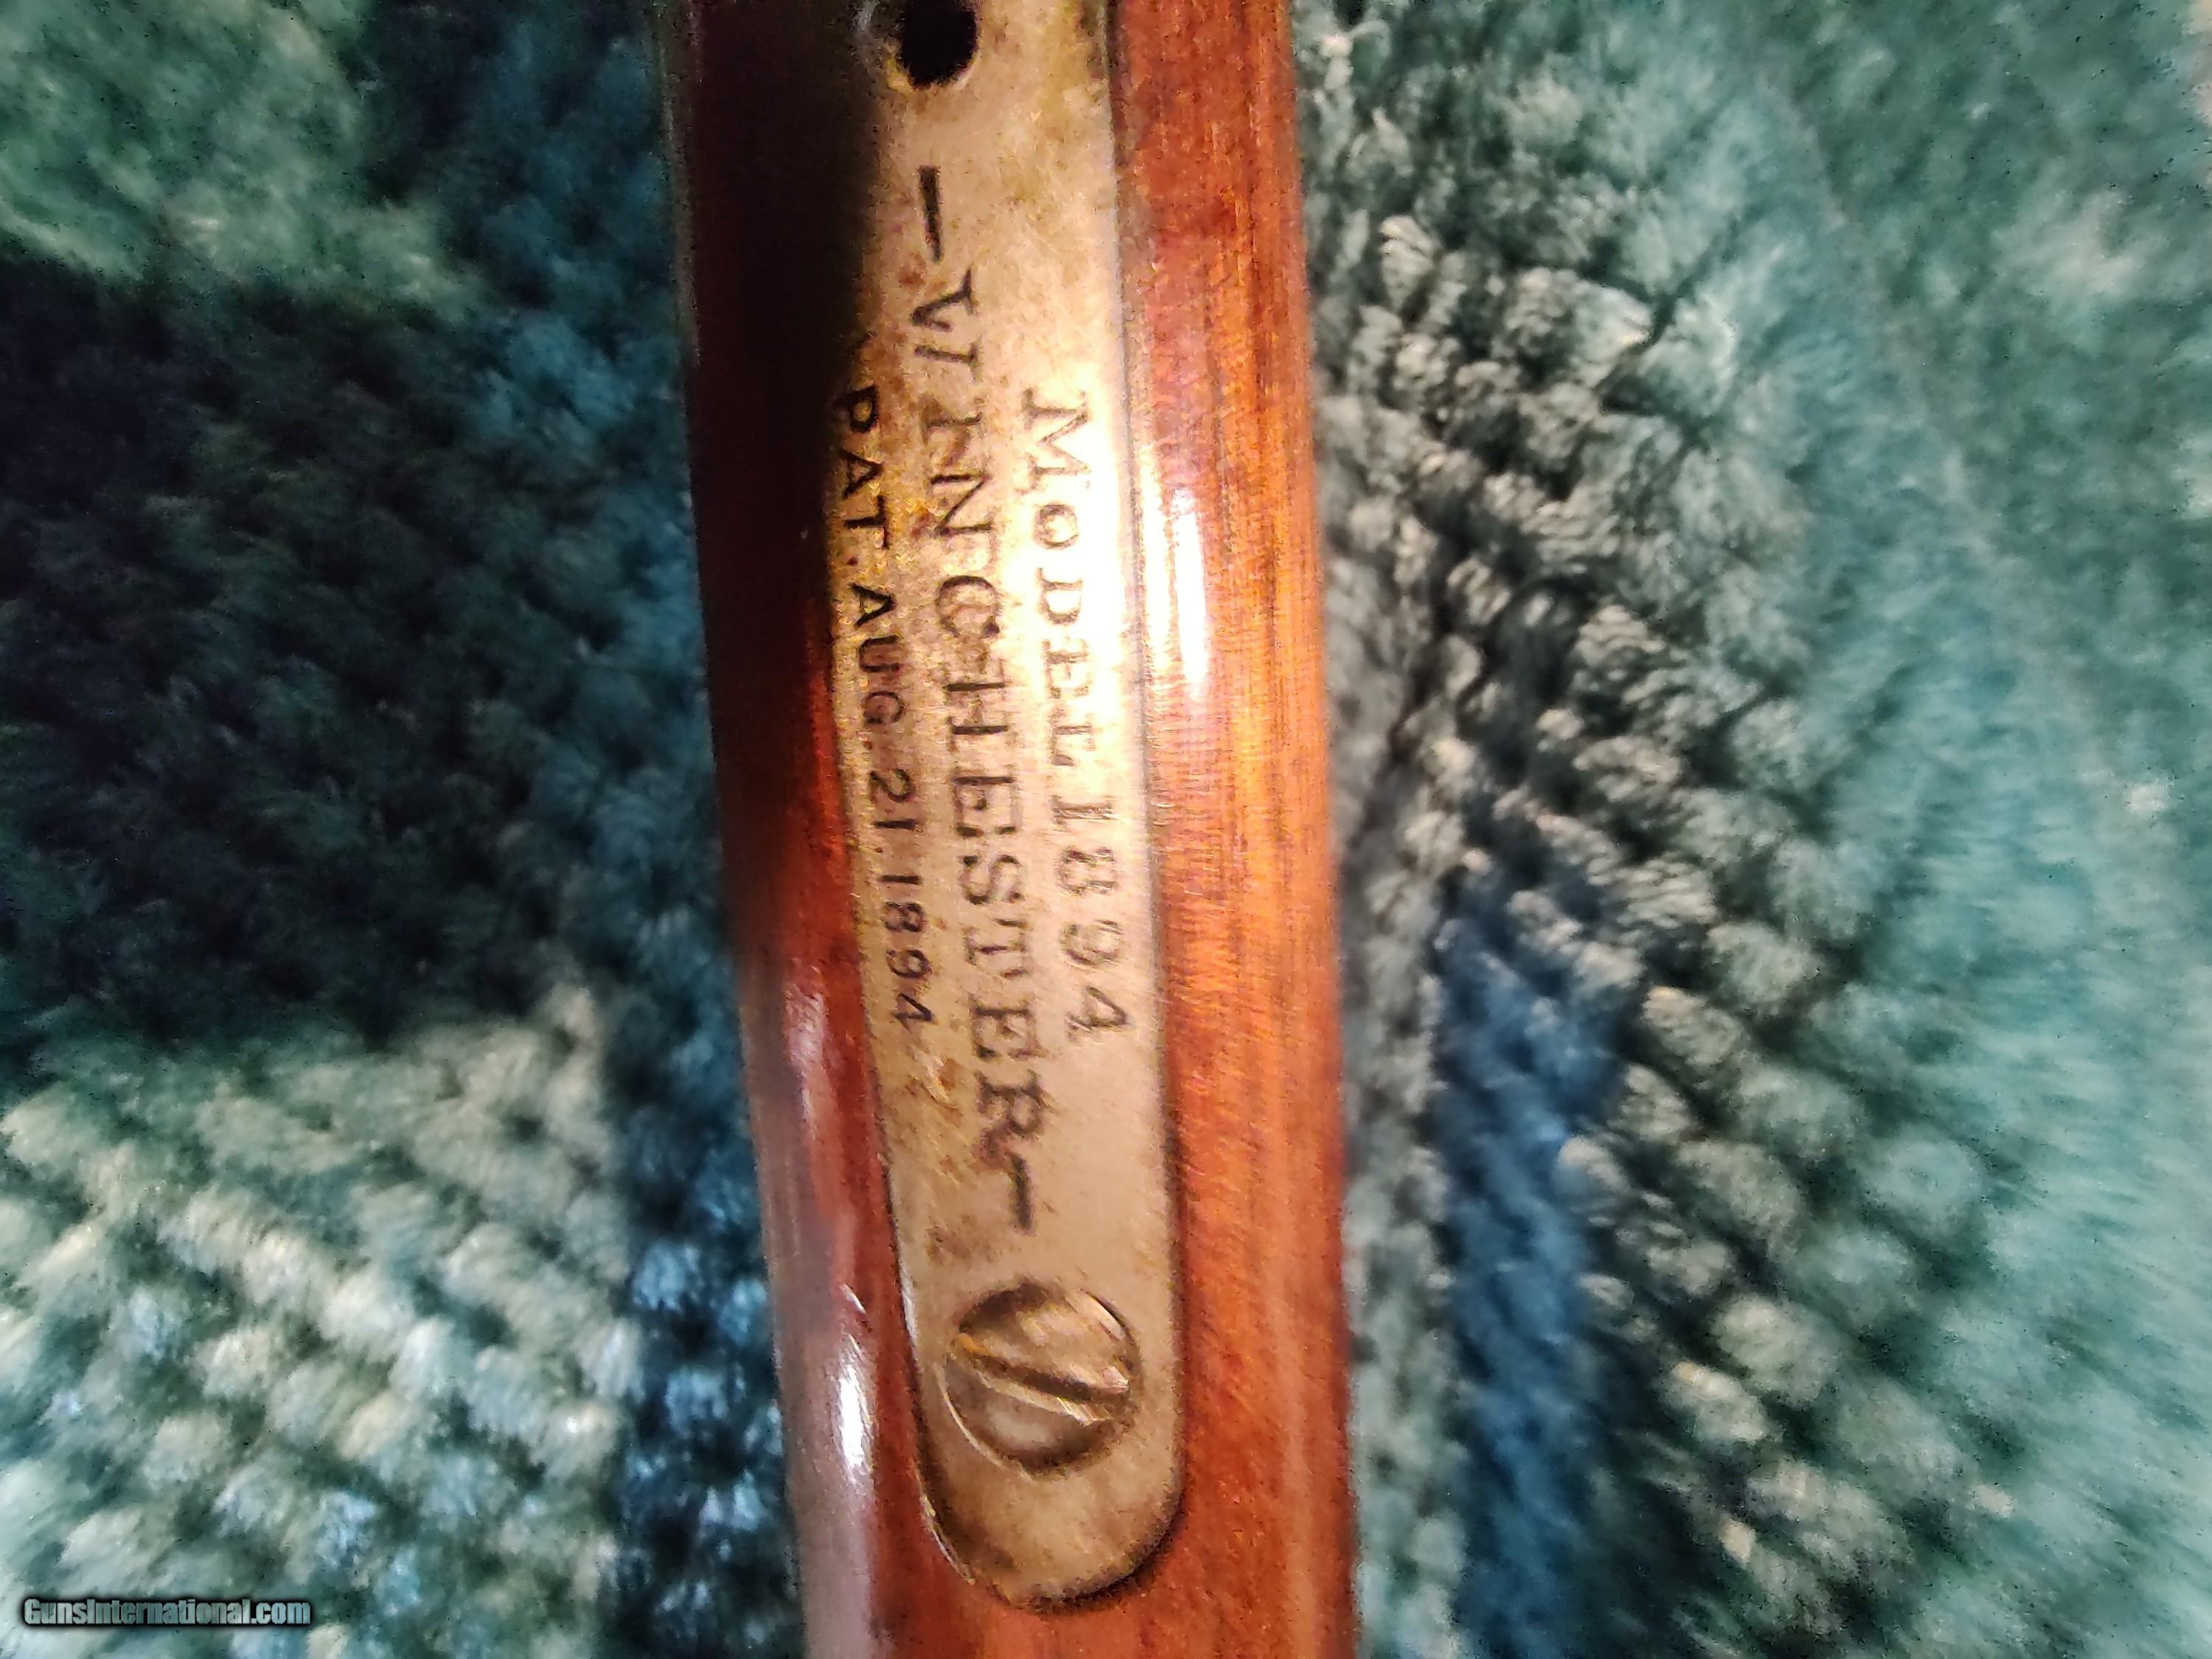 MODEL 1894
-WINCHESTER-
PAT. AUG. 21. 1894
GunsInternational.com